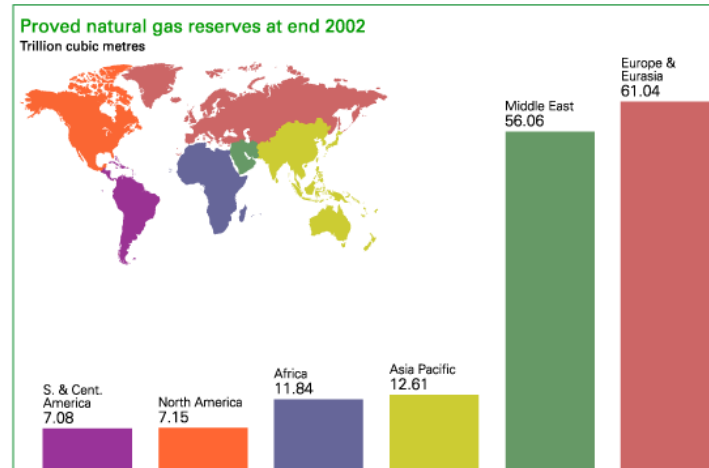 Proved natural gas reserves at end 2002
Trillion cubic metres
Europe &
Eurasia
61.04
Middle East
56.06
Asia Pacific
12.61
Africa
11.84
S. & Cent.
America
7.08
North America
7.15